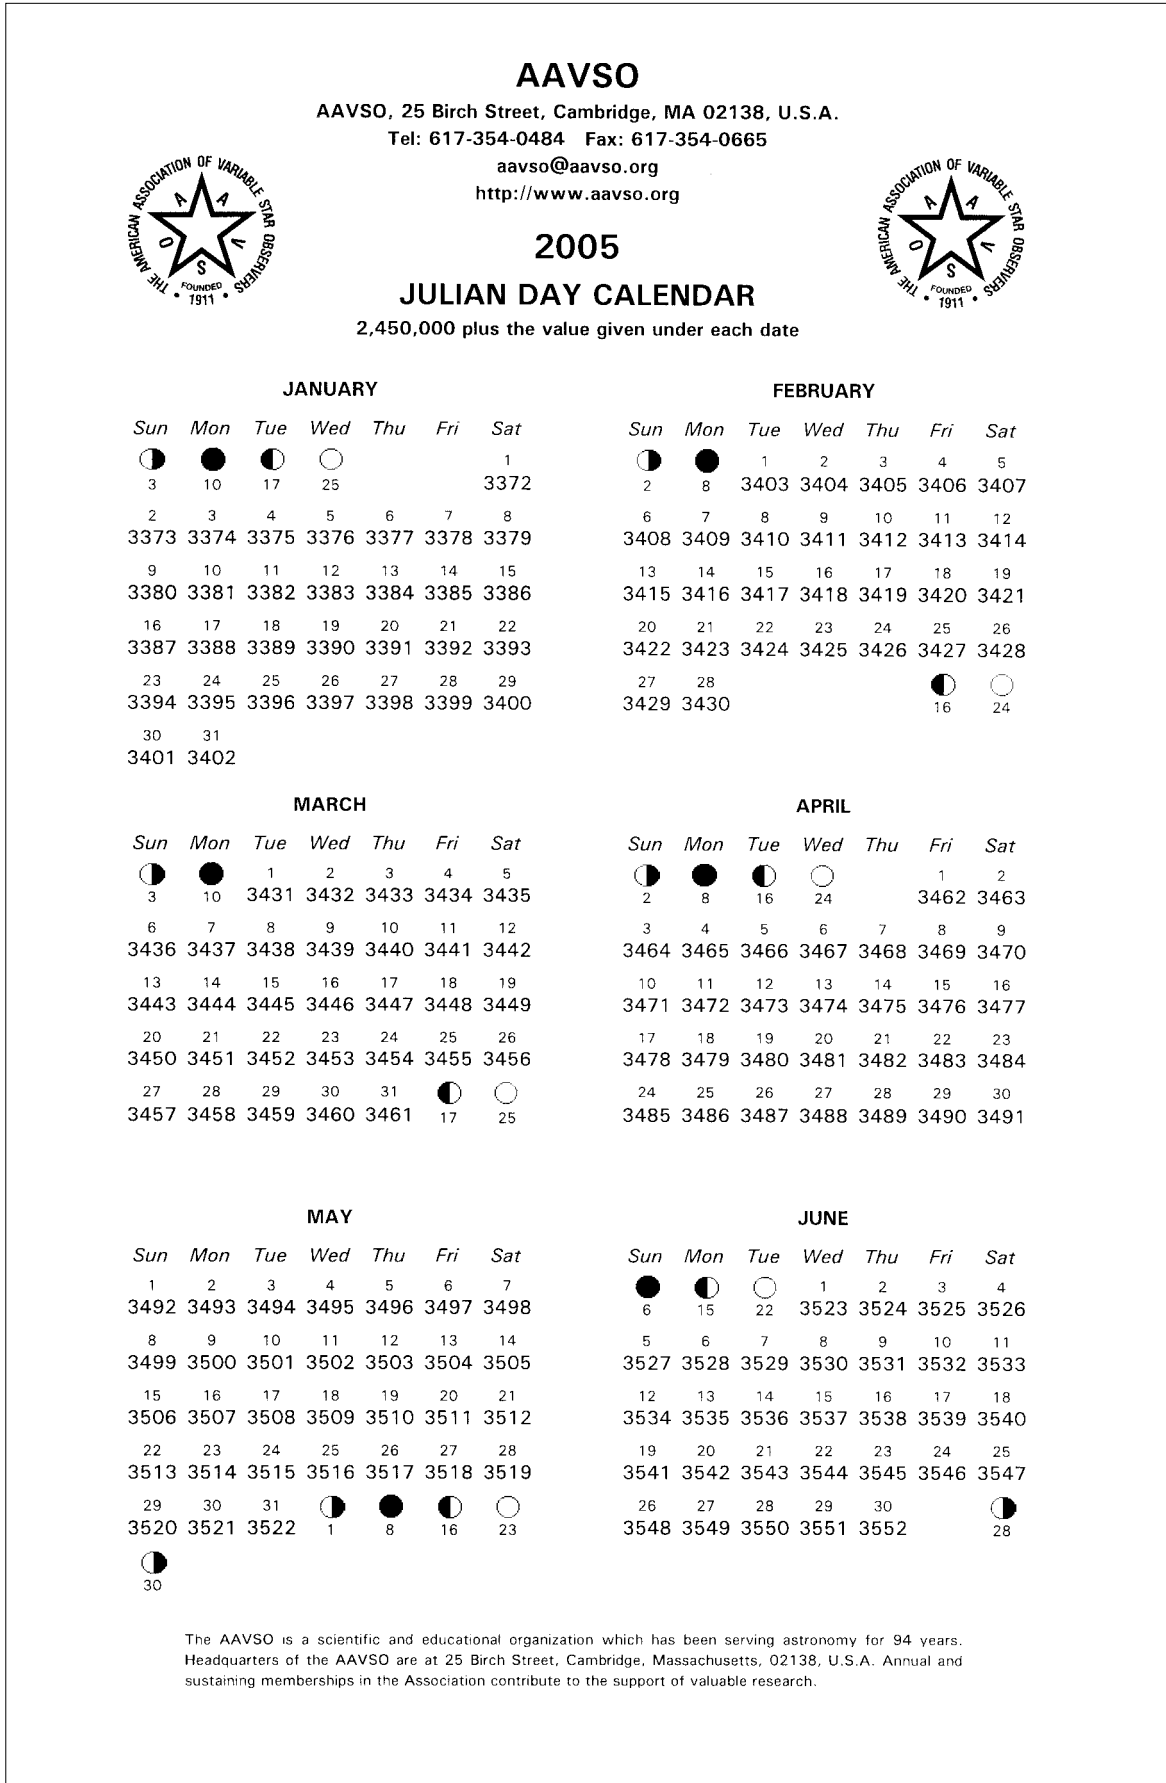 AAVSO
AAVSO, 25 Birch Street, Cambridge, MA 02138, U.S.A.
Tel: 617-354-0484 Fax: 617-354-0665
aavso@aavso.org
http://www.aavso.org
THE AMERICAN ASSOCIATION OF VARIABLE STAR OBSERVERS
A A V S O
FOUNDED
• 1911 •
THE AMERICAN ASSOCIATION OF VARIABLE STAR OBSERVERS
A A V S O
FOUNDED
• 1911 •
2005
JULIAN DAY CALENDAR
2,450,000 plus the value given under each date
JANUARY
Sun Mon Tue Wed Thu Fri Sat
1
3 10 17 25 3372
2 3 4 5 6 7 8
3373 3374 3375 3376 3377 3378 3379
9 10 11 12 13 14 15
3380 3381 3382 3383 3384 3385 3386
16 17 18 19 20 21 22
3387 3388 3389 3390 3391 3392 3393
23 24 25 26 27 28 29
3394 3395 3396 3397 3398 3399 3400
30 31
3401 3402
FEBRUARY
Sun Mon Tue Wed Thu Fri Sat
1 2 3 4 5
2 8 3403 3404 3405 3406 3407
6 7 8 9 10 11 12
3408 3409 3410 3411 3412 3413 3414
13 14 15 16 17 18 19
3415 3416 3417 3418 3419 3420 3421
20 21 22 23 24 25 26
3422 3423 3424 3425 3426 3427 3428
27 28
3429 3430 16 24
MARCH
Sun Mon Tue Wed Thu Fri Sat
1 2 3 4 5
3 10 3431 3432 3433 3434 3435
6 7 8 9 10 11 12
3436 3437 3438 3439 3440 3441 3442
13 14 15 16 17 18 19
3443 3444 3445 3446 3447 3448 3449
20 21 22 23 24 25 26
3450 3451 3452 3453 3454 3455 3456
27 28 29 30 31
3457 3458 3459 3460 3461 17 25
APRIL
Sun Mon Tue Wed Thu Fri Sat
1 2
2 8 16 24 3462 3463
3 4 5 6 7 8 9
3464 3465 3466 3467 3468 3469 3470
10 11 12 13 14 15 16
3471 3472 3473 3474 3475 3476 3477
17 18 19 20 21 22 23
3478 3479 3480 3481 3482 3483 3484
24 25 26 27 28 29 30
3485 3486 3487 3488 3489 3490 3491
MAY
Sun Mon Tue Wed Thu Fri Sat
1 2 3 4 5 6 7
3492 3493 3494 3495 3496 3497 3498
8 9 10 11 12 13 14
3499 3500 3501 3502 3503 3504 3505
15 16 17 18 19 20 21
3506 3507 3508 3509 3510 3511 3512
22 23 24 25 26 27 28
3513 3514 3515 3516 3517 3518 3519
29 30 31
3520 3521 3522 1 8 16 23
30
JUNE
Sun Mon Tue Wed Thu Fri Sat
1 2 3 4
6 15 22 3523 3524 3525 3526
5 6 7 8 9 10 11
3527 3528 3529 3530 3531 3532 3533
12 13 14 15 16 17 18
3534 3535 3536 3537 3538 3539 3540
19 20 21 22 23 24 25
3541 3542 3543 3544 3545 3546 3547
26 27 28 29 30
3548 3549 3550 3551 3552 28
The AAVSO is a scientific and educational organization which has been serving astronomy for 94 years.
Headquarters of the AAVSO are at 25 Birch Street, Cambridge, Massachusetts, 02138, U.S.A. Annual and
sustaining memberships in the Association contribute to the support of valuable research.